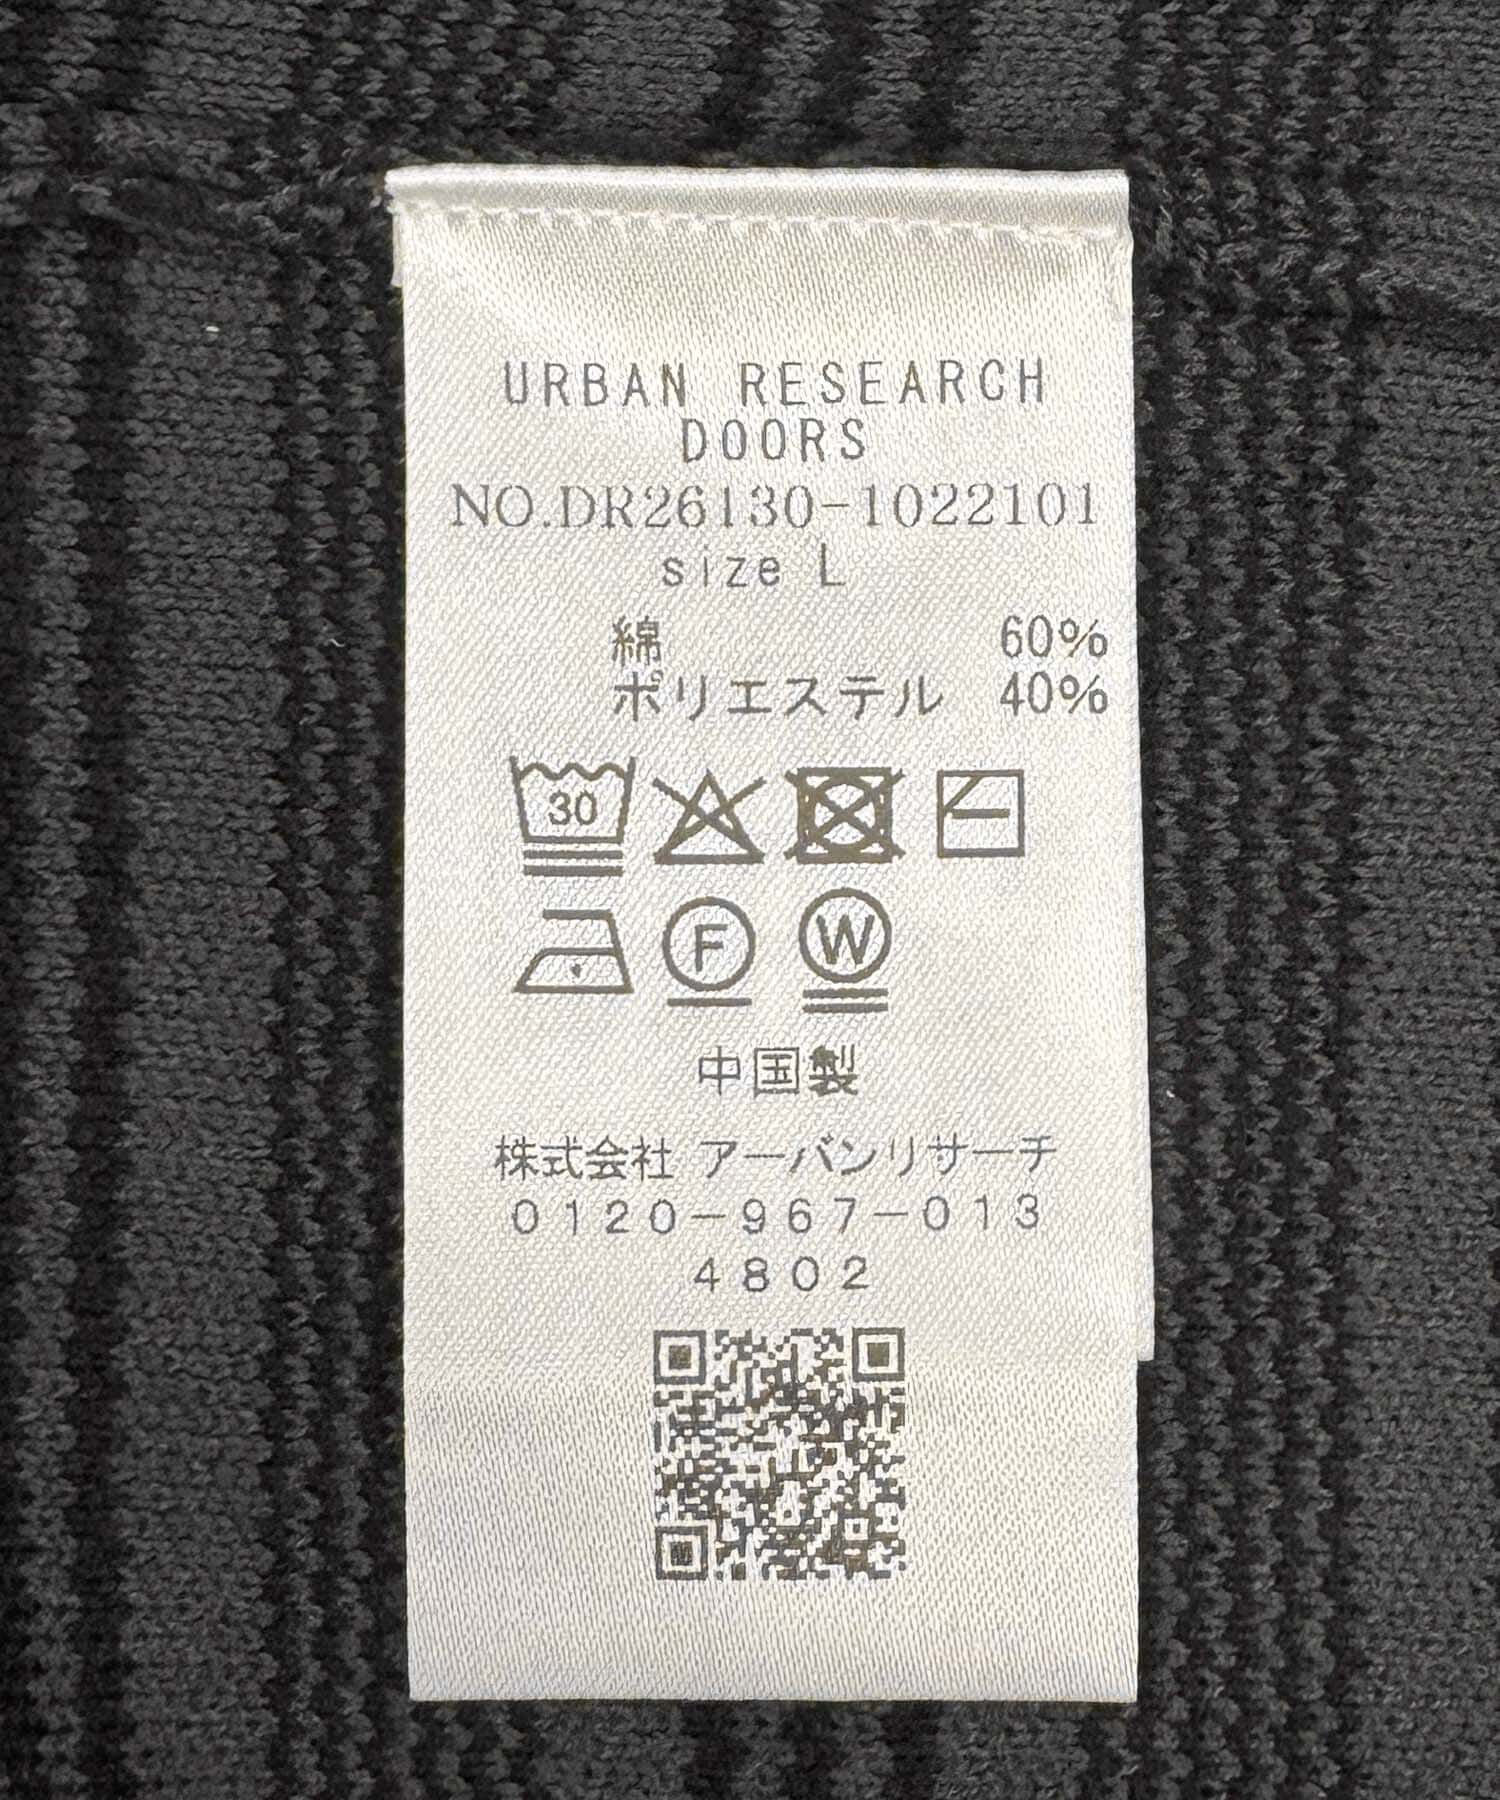 URBAN RESEARCH
DOORS
NO.DR26130-1022101
size L
綿 60%
ポリエステル 40%
30
F W
中国製
株式会社 アーバンリサーチ
0120-967-013
4802